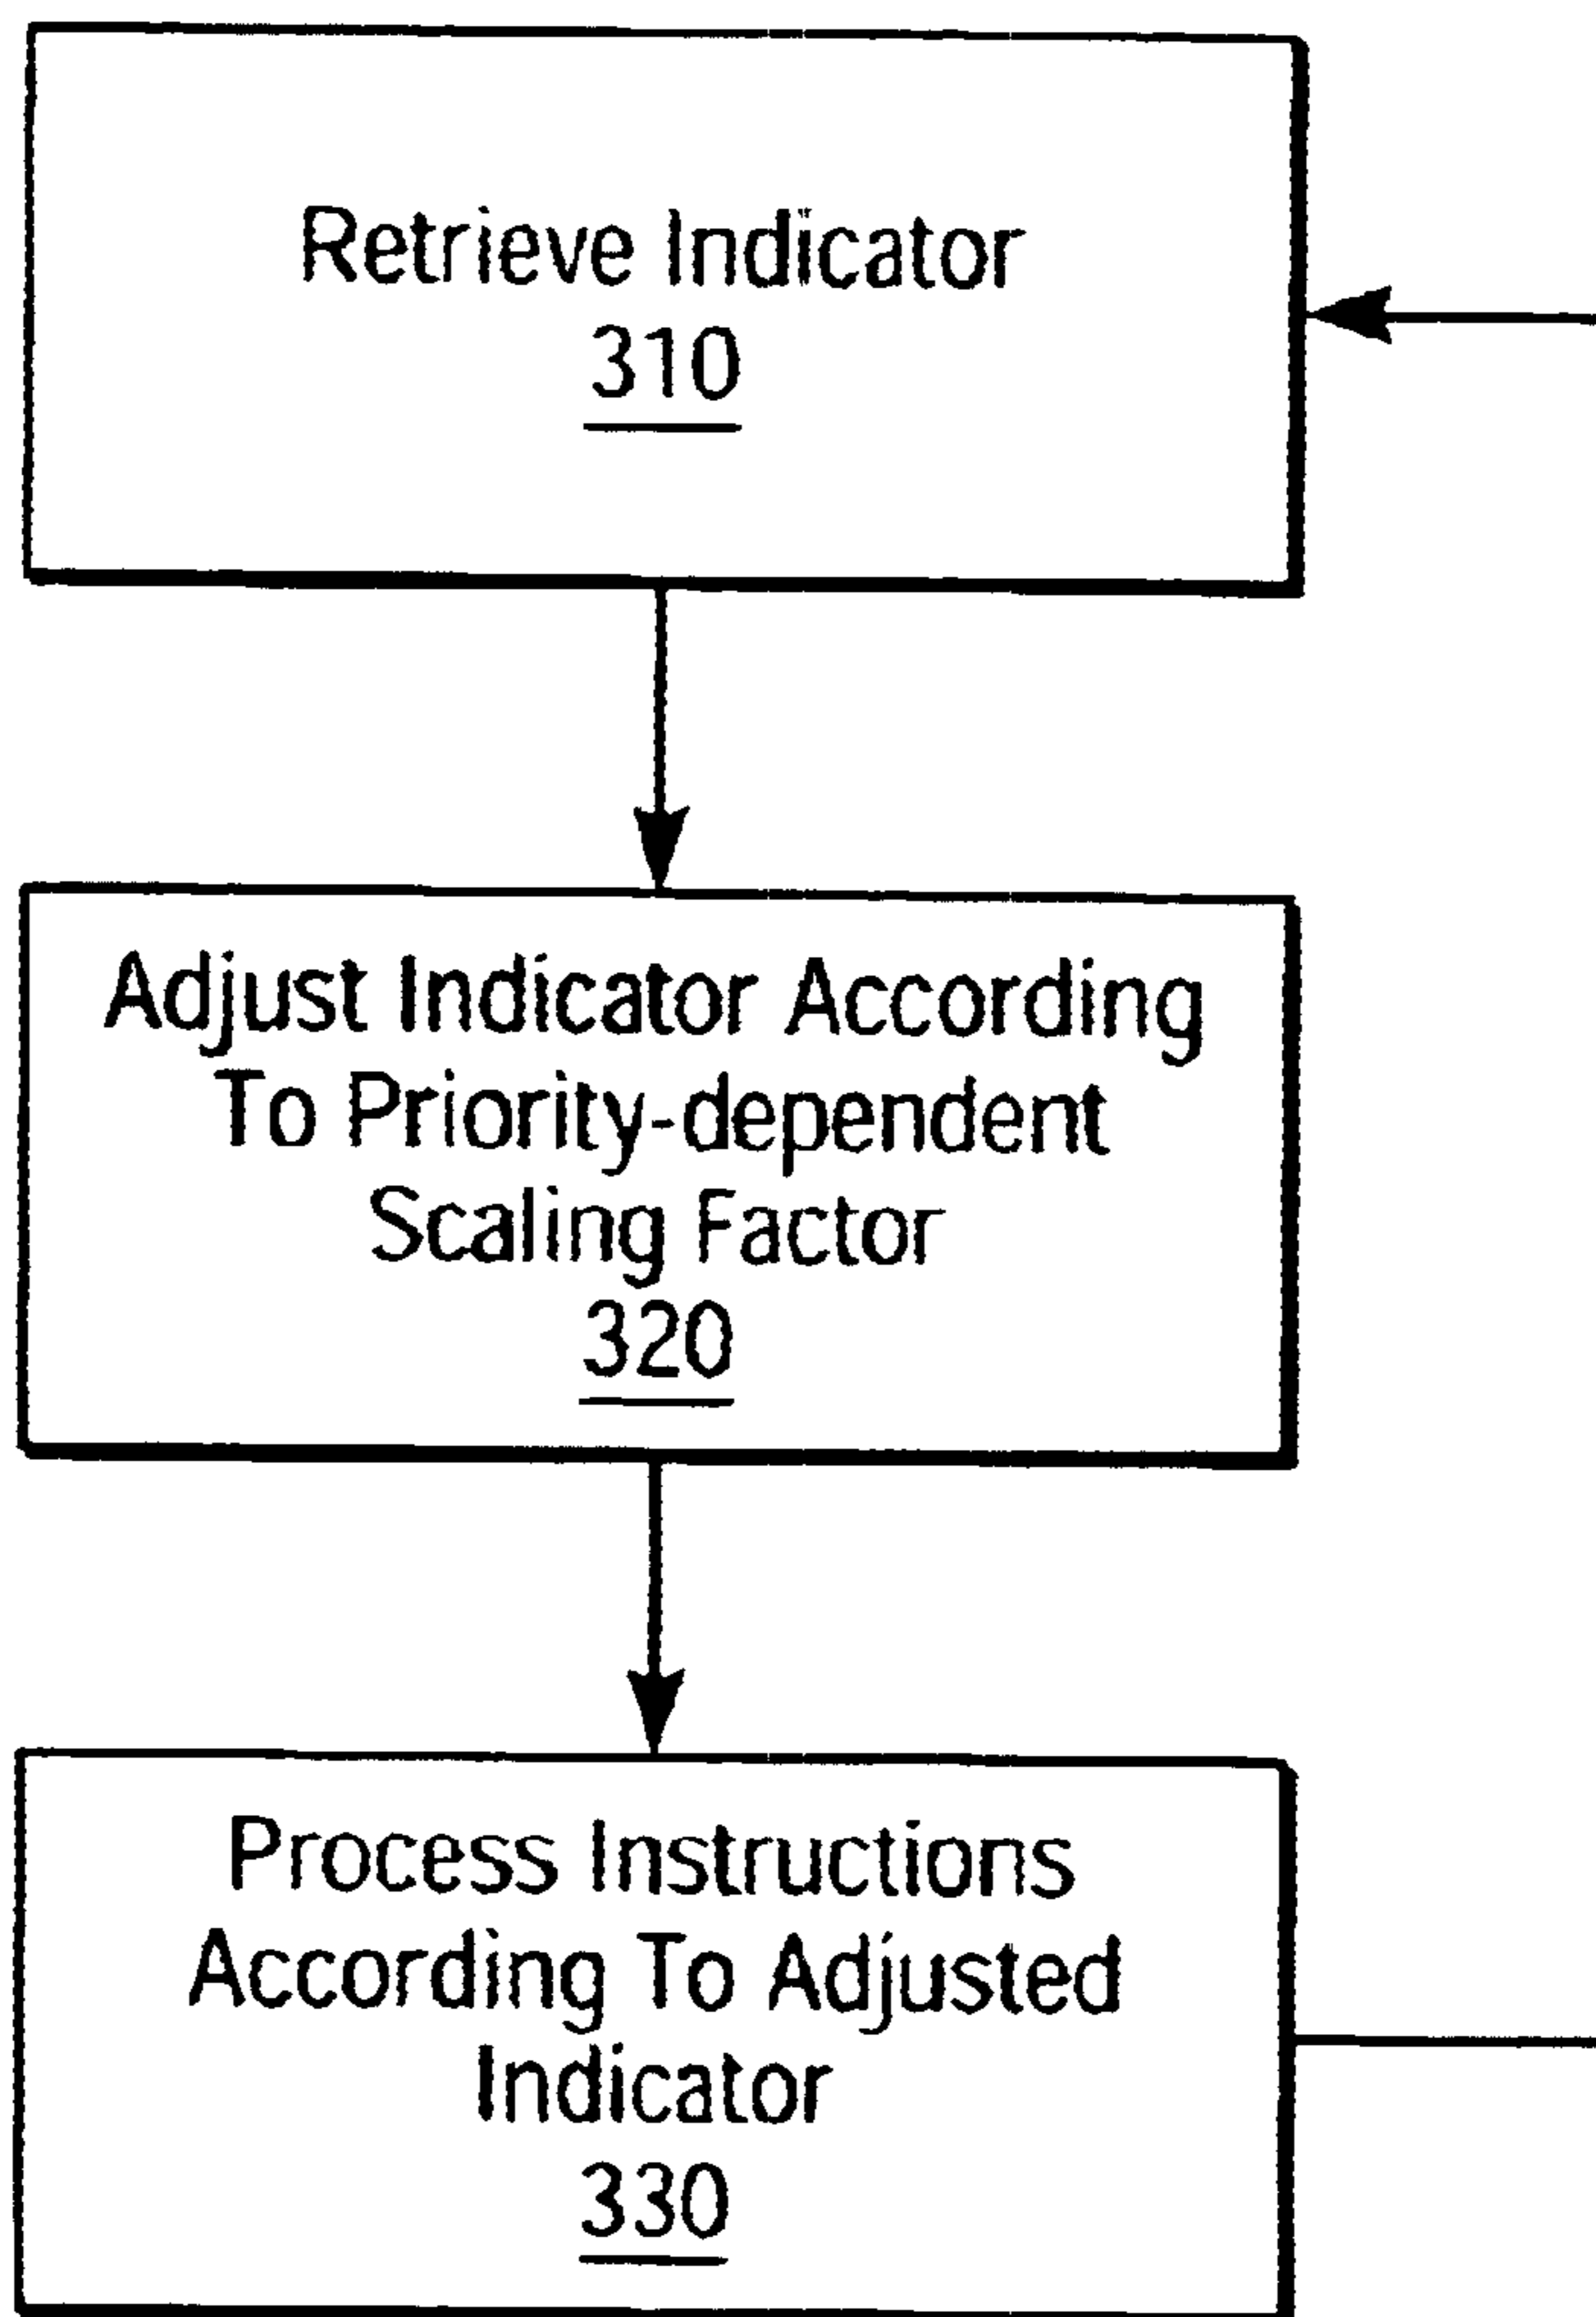 Retrieve Indicator
310
Adjust Indicator According
To Priority-dependent
Scaling Factor
320
Process Instructions
According To Adjusted
Indicator
330